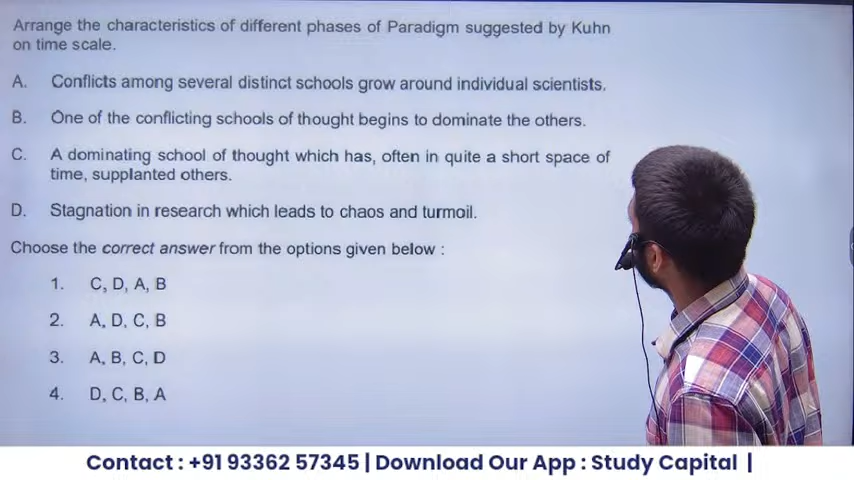 Arrange the characteristics of different phases of Paradigm suggested by Kuhn
on time scale.
A. Conflicts among several distinct schools grow around individual scientists.
B. One of the conflicting schools of thought begins to dominate the others.
C. A dominating school of thought which has, often in quite a short space of
time, supplanted others.
D. Stagnation in research which leads to chaos and turmoil.
Choose the correct answer from the options given below :
1. C, D, A, B
2. A, D, C, B
3. A, B, C, D
4. D, C, B, A
Contact : +91 93362 57345 | Download Our App : Study Capital |